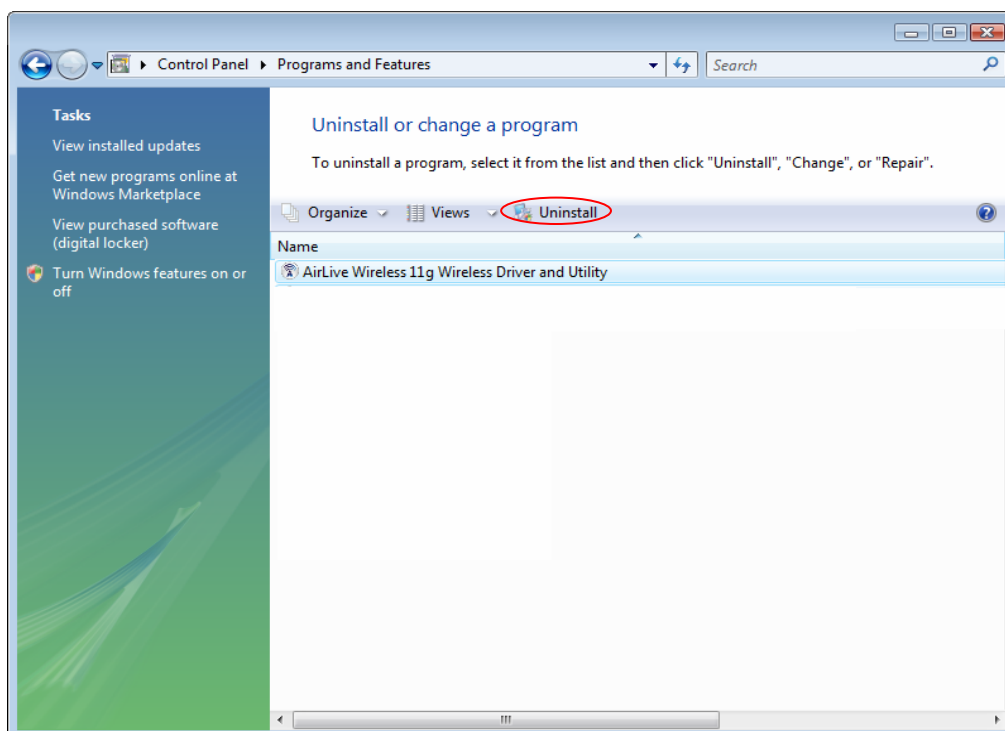 Control Panel Programs and Features
Search
Tasks
View installed updates
Get new programs online at
Windows Marketplace
View purchased software
(digital locker)
Turn Windows features on or
off
Uninstall or change a program
To uninstall a program, select it from the list and then click "Uninstall", "Change", or "Repair".
Organize Views Uninstall
Name
AirLive Wireless 11g Wireless Driver and Utility